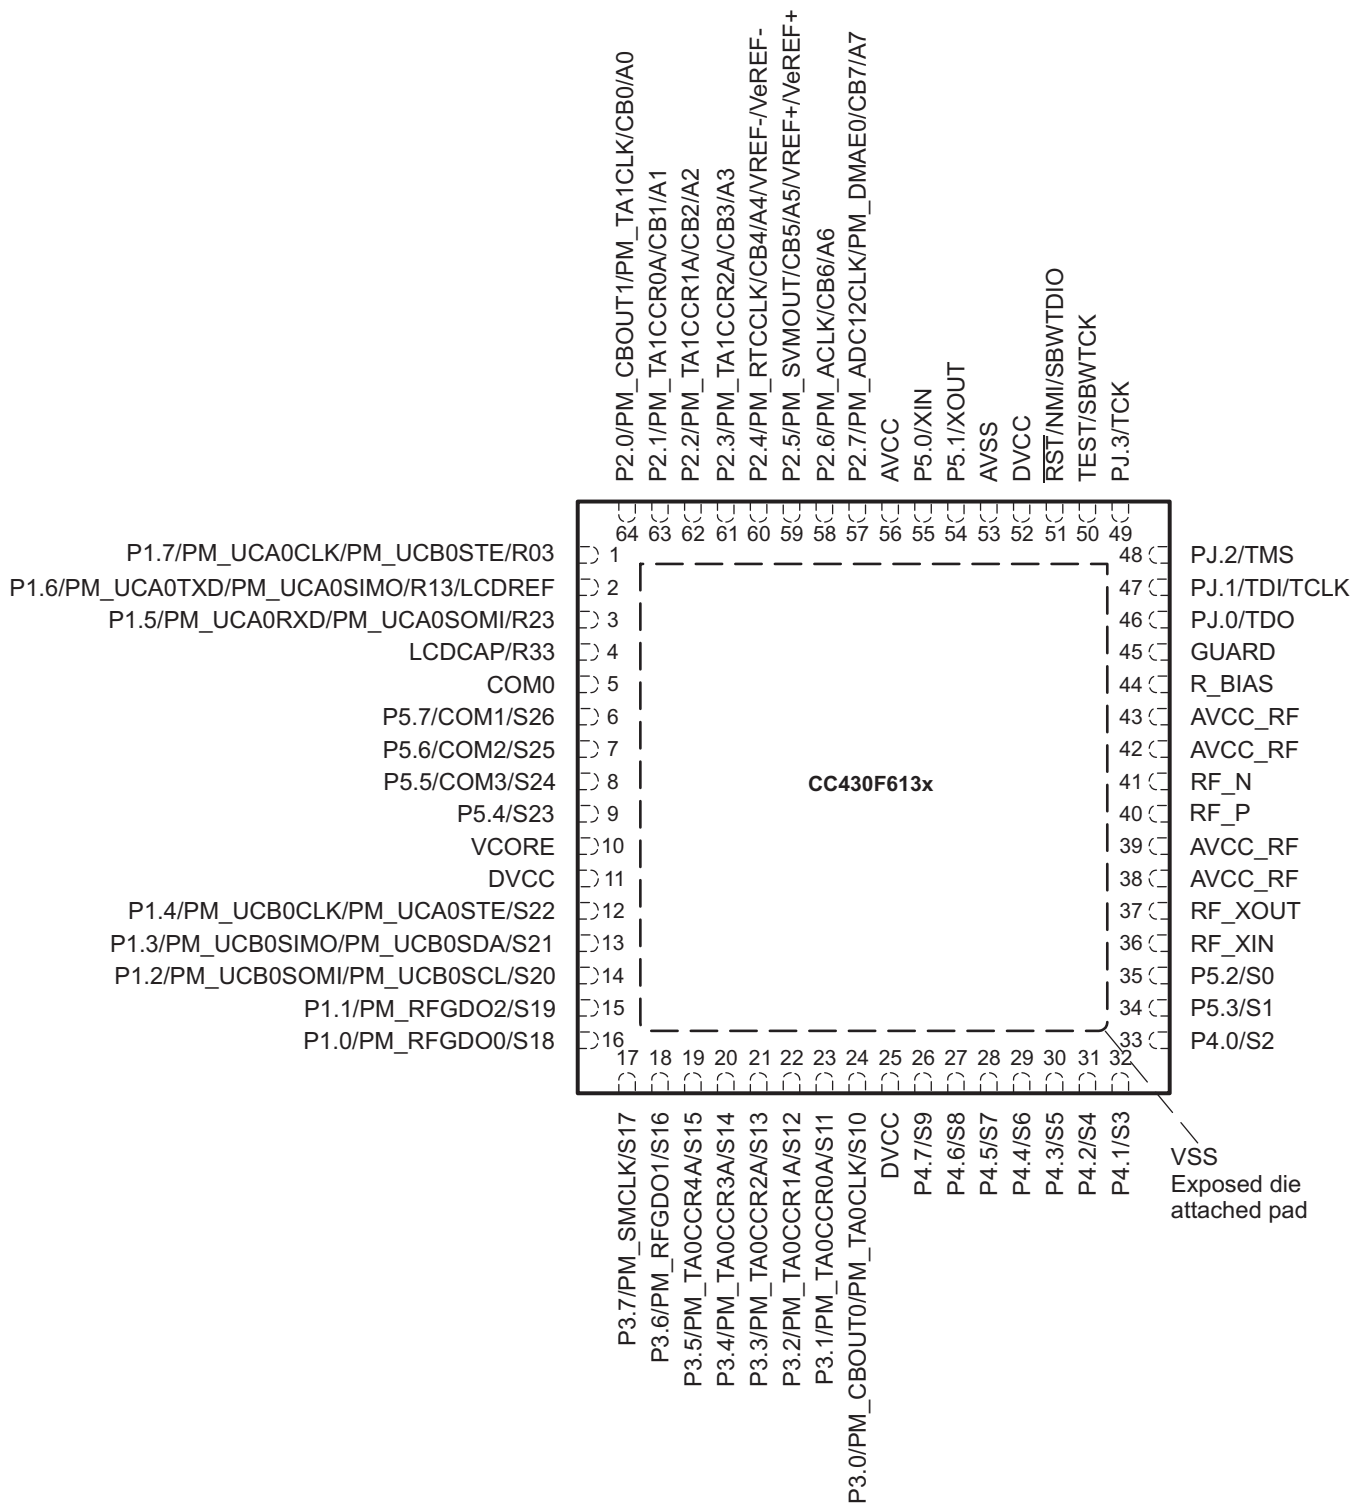 P2.0/PM_CBOUT1/PM_TA1CLK/CB0/A0
P2.1/PM_TA1CCR0A/CB1/A1
P2.2/PM_TA1CCR1A/CB2/A2
P2.3/PM_TA1CCR2A/CB3/A3
P2.4/PM_RTCCLK/CB4/A4/VREF-/VeREF-
P2.5/PM_SVMOUT/CB5/A5/VREF+/VeREF+
P2.6/PM_ACLK/CB6/A6
P2.7/PM_ADC12CLK/PM_DMAE0/CB7/A7
AVCC
P5.0/XIN
P5.1/XOUT
AVSS
DVCC
RST/NMI/SBWTDIO
TEST/SBWTCK
PJ.3/TCK
64 63 62 61 60 59 58 57 56 55 54 53 52 51 50 49
P1.7/PM_UCA0CLK/PM_UCB0STE/R03 1
P1.6/PM_UCA0TXD/PM_UCA0SIMO/R13/LCDREF 2
P1.5/PM_UCA0RXD/PM_UCA0SOMI/R23 3
LCDCAP/R33 4
COM0 5
P5.7/COM1/S26 6
P5.6/COM2/S25 7
P5.5/COM3/S24 8
P5.4/S23 9
VCORE 10
DVCC 11
P1.4/PM_UCB0CLK/PM_UCA0STE/S22 12
P1.3/PM_UCB0SIMO/PM_UCB0SDA/S21 13
P1.2/PM_UCB0SOMI/PM_UCB0SCL/S20 14
P1.1/PM_RFGDO2/S19 15
P1.0/PM_RFGDO0/S18 16
CC430F613x
48 PJ.2/TMS
47 PJ.1/TDI/TCLK
46 PJ.0/TDO
45 GUARD
44 R_BIAS
43 AVCC_RF
42 AVCC_RF
41 RF_N
40 RF_P
39 AVCC_RF
38 AVCC_RF
37 RF_XOUT
36 RF_XIN
35 P5.2/S0
34 P5.3/S1
33 P4.0/S2
17 18 19 20 21 22 23 24 25 26 27 28 29 30 31 32
P3.7/PM_SMCLK/S17
P3.6/PM_RFGDO1/S16
P3.5/PM_TA0CCR4A/S15
P3.4/PM_TA0CCR3A/S14
P3.3/PM_TA0CCR2A/S13
P3.2/PM_TA0CCR1A/S12
P3.1/PM_TA0CCR0A/S11
P3.0/PM_CBOUT0/PM_TA0CLK/S10
DVCC
P4.7/S9
P4.6/S8
P4.5/S7
P4.4/S6
P4.3/S5
P4.2/S4
P4.1/S3
VSS
Exposed die
attached pad